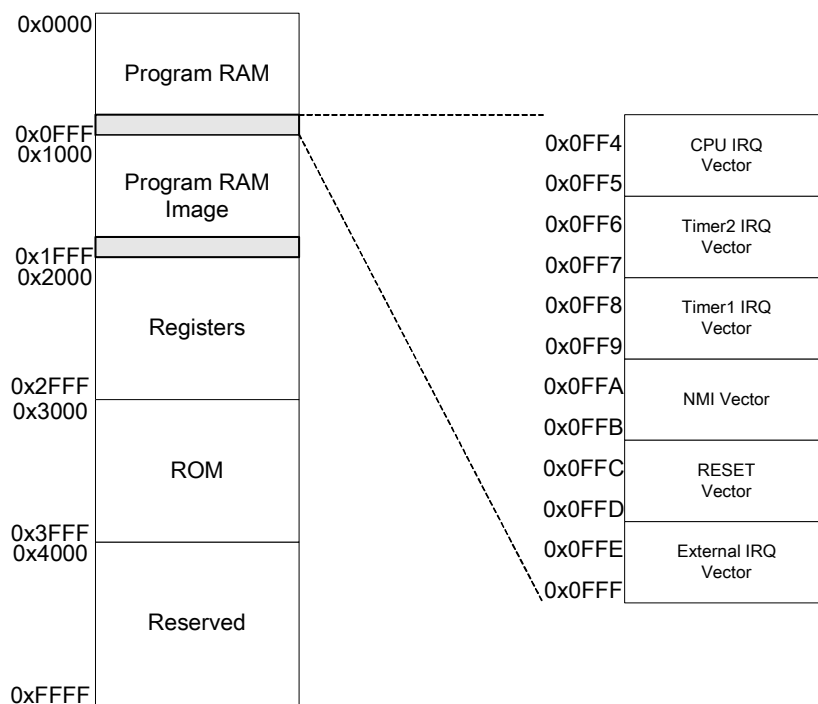 0x0000
Program RAM
0x0FFF
0x1000
Program RAM
Image
0x1FFF
0x2000
Registers
0x2FFF
0x3000
ROM
0x3FFF
0x4000
Reserved
0xFFFF
0x0FF4
CPU IRQ
Vector
0x0FF5
0x0FF6
Timer2 IRQ
Vector
0x0FF7
0x0FF8
Timer1 IRQ
Vector
0x0FF9
0x0FFA
NMI Vector
0x0FFB
0x0FFC
RESET
Vector
0x0FFD
0x0FFE
External IRQ
Vector
0x0FFF